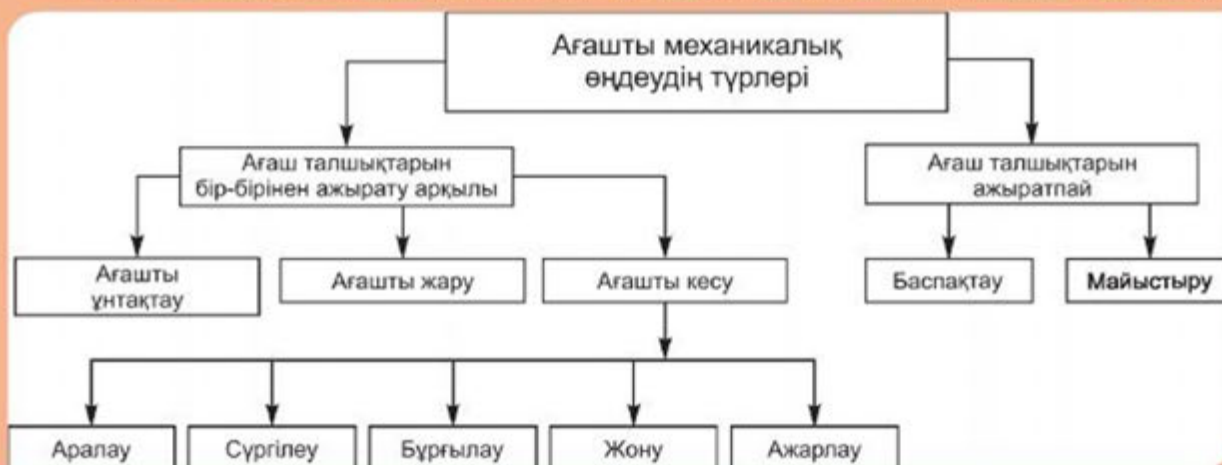 Ағашты механикалық
өңдеудің түрлері
Ағаш талшықтарын
бір-бірінен ажырату арқылы
Ағаш талшықтарын
ажыратпай
Ағашты
ұнтақтау
Ағашты жару
Ағашты кесу
Баспақтау
Майыстыру
Аралау
Сүргілеу
Бұрғылау
Жону
Ажарлау